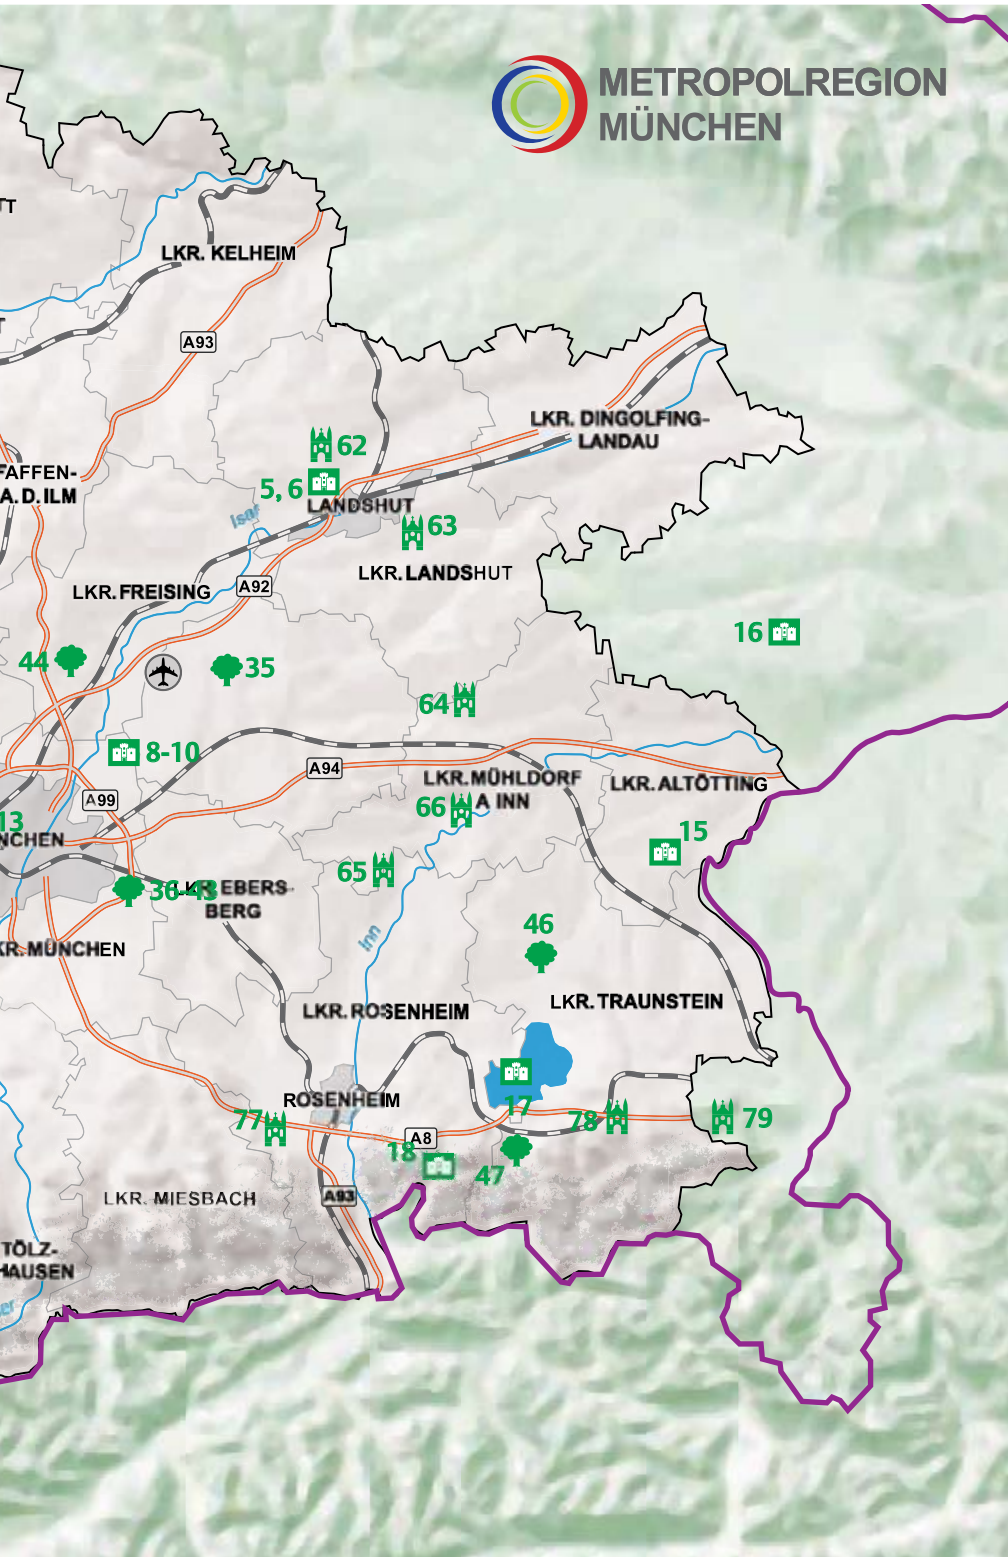 METROPOLREGION
MÜNCHEN
TT
LKR. KELHEIM
T
A93
LKR. DINGOLFING-
LANDAU
62
FAFFEN-
A. D. ILM
5, 6
LANDSHUT
Isar
63
LKR. LANDSHUT
LKR. FREISING
A92
16
44
35
64
8-10
A94
LKR. MÜHLDORF
A INN
LKR. ALTÖTTING
A99
66
13
NCHEN
15
65
36-43
LKR. EBERS-
BERG
46
KR. MÜNCHEN
Inn
LKR. ROSENHEIM
LKR. TRAUNSTEIN
ROSENHEIM
17
77
78
79
A8
18
47
LKR. MIESBACH
A93
TÖLZ-
HAUSEN
er